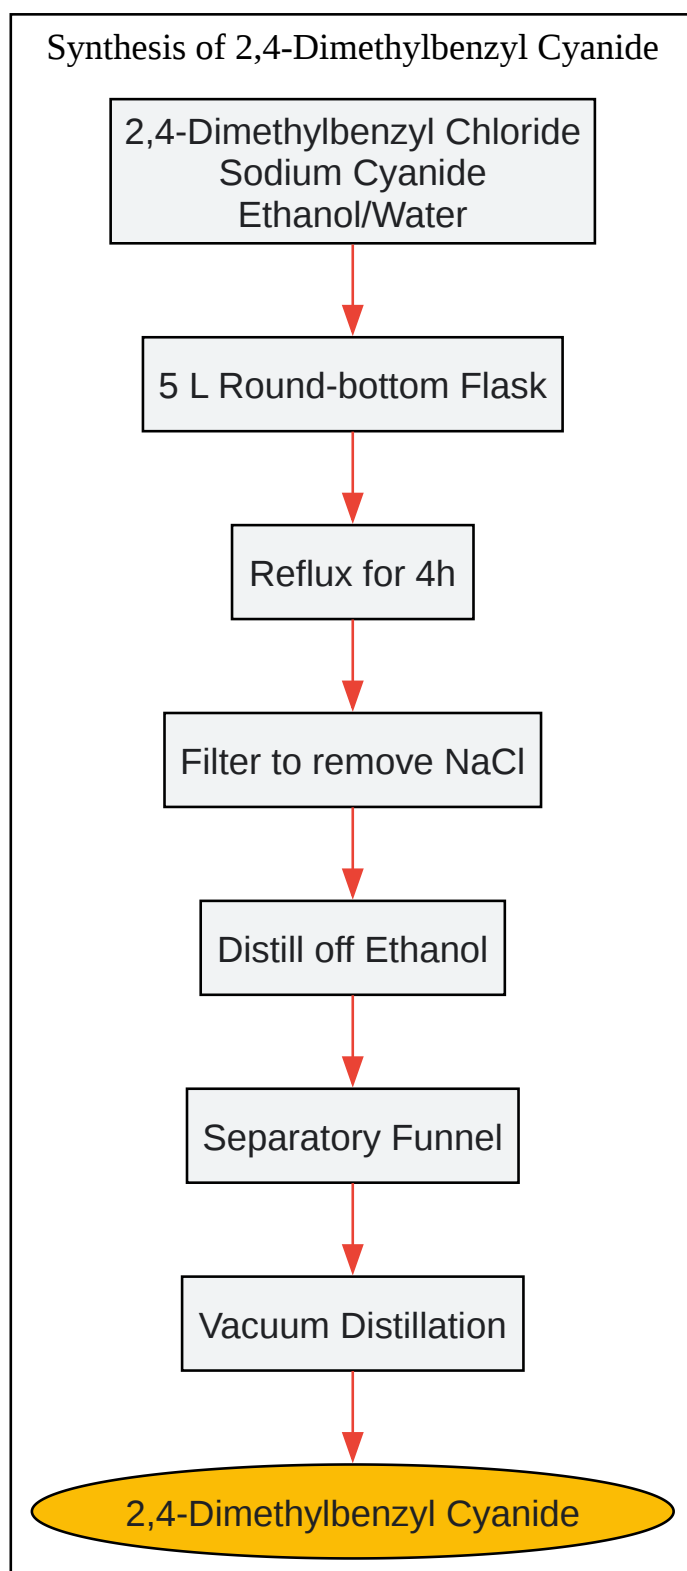 Synthesis of 2,4-Dimethylbenzyl Cyanide
2,4-Dimethylbenzyl Chloride
Sodium Cyanide
Ethanol/Water
5 L Round-bottom Flask
Reflux for 4h
Filter to remove NaCl
Distill off Ethanol
Separatory Funnel
Vacuum Distillation
2,4-Dimethylbenzyl Cyanide